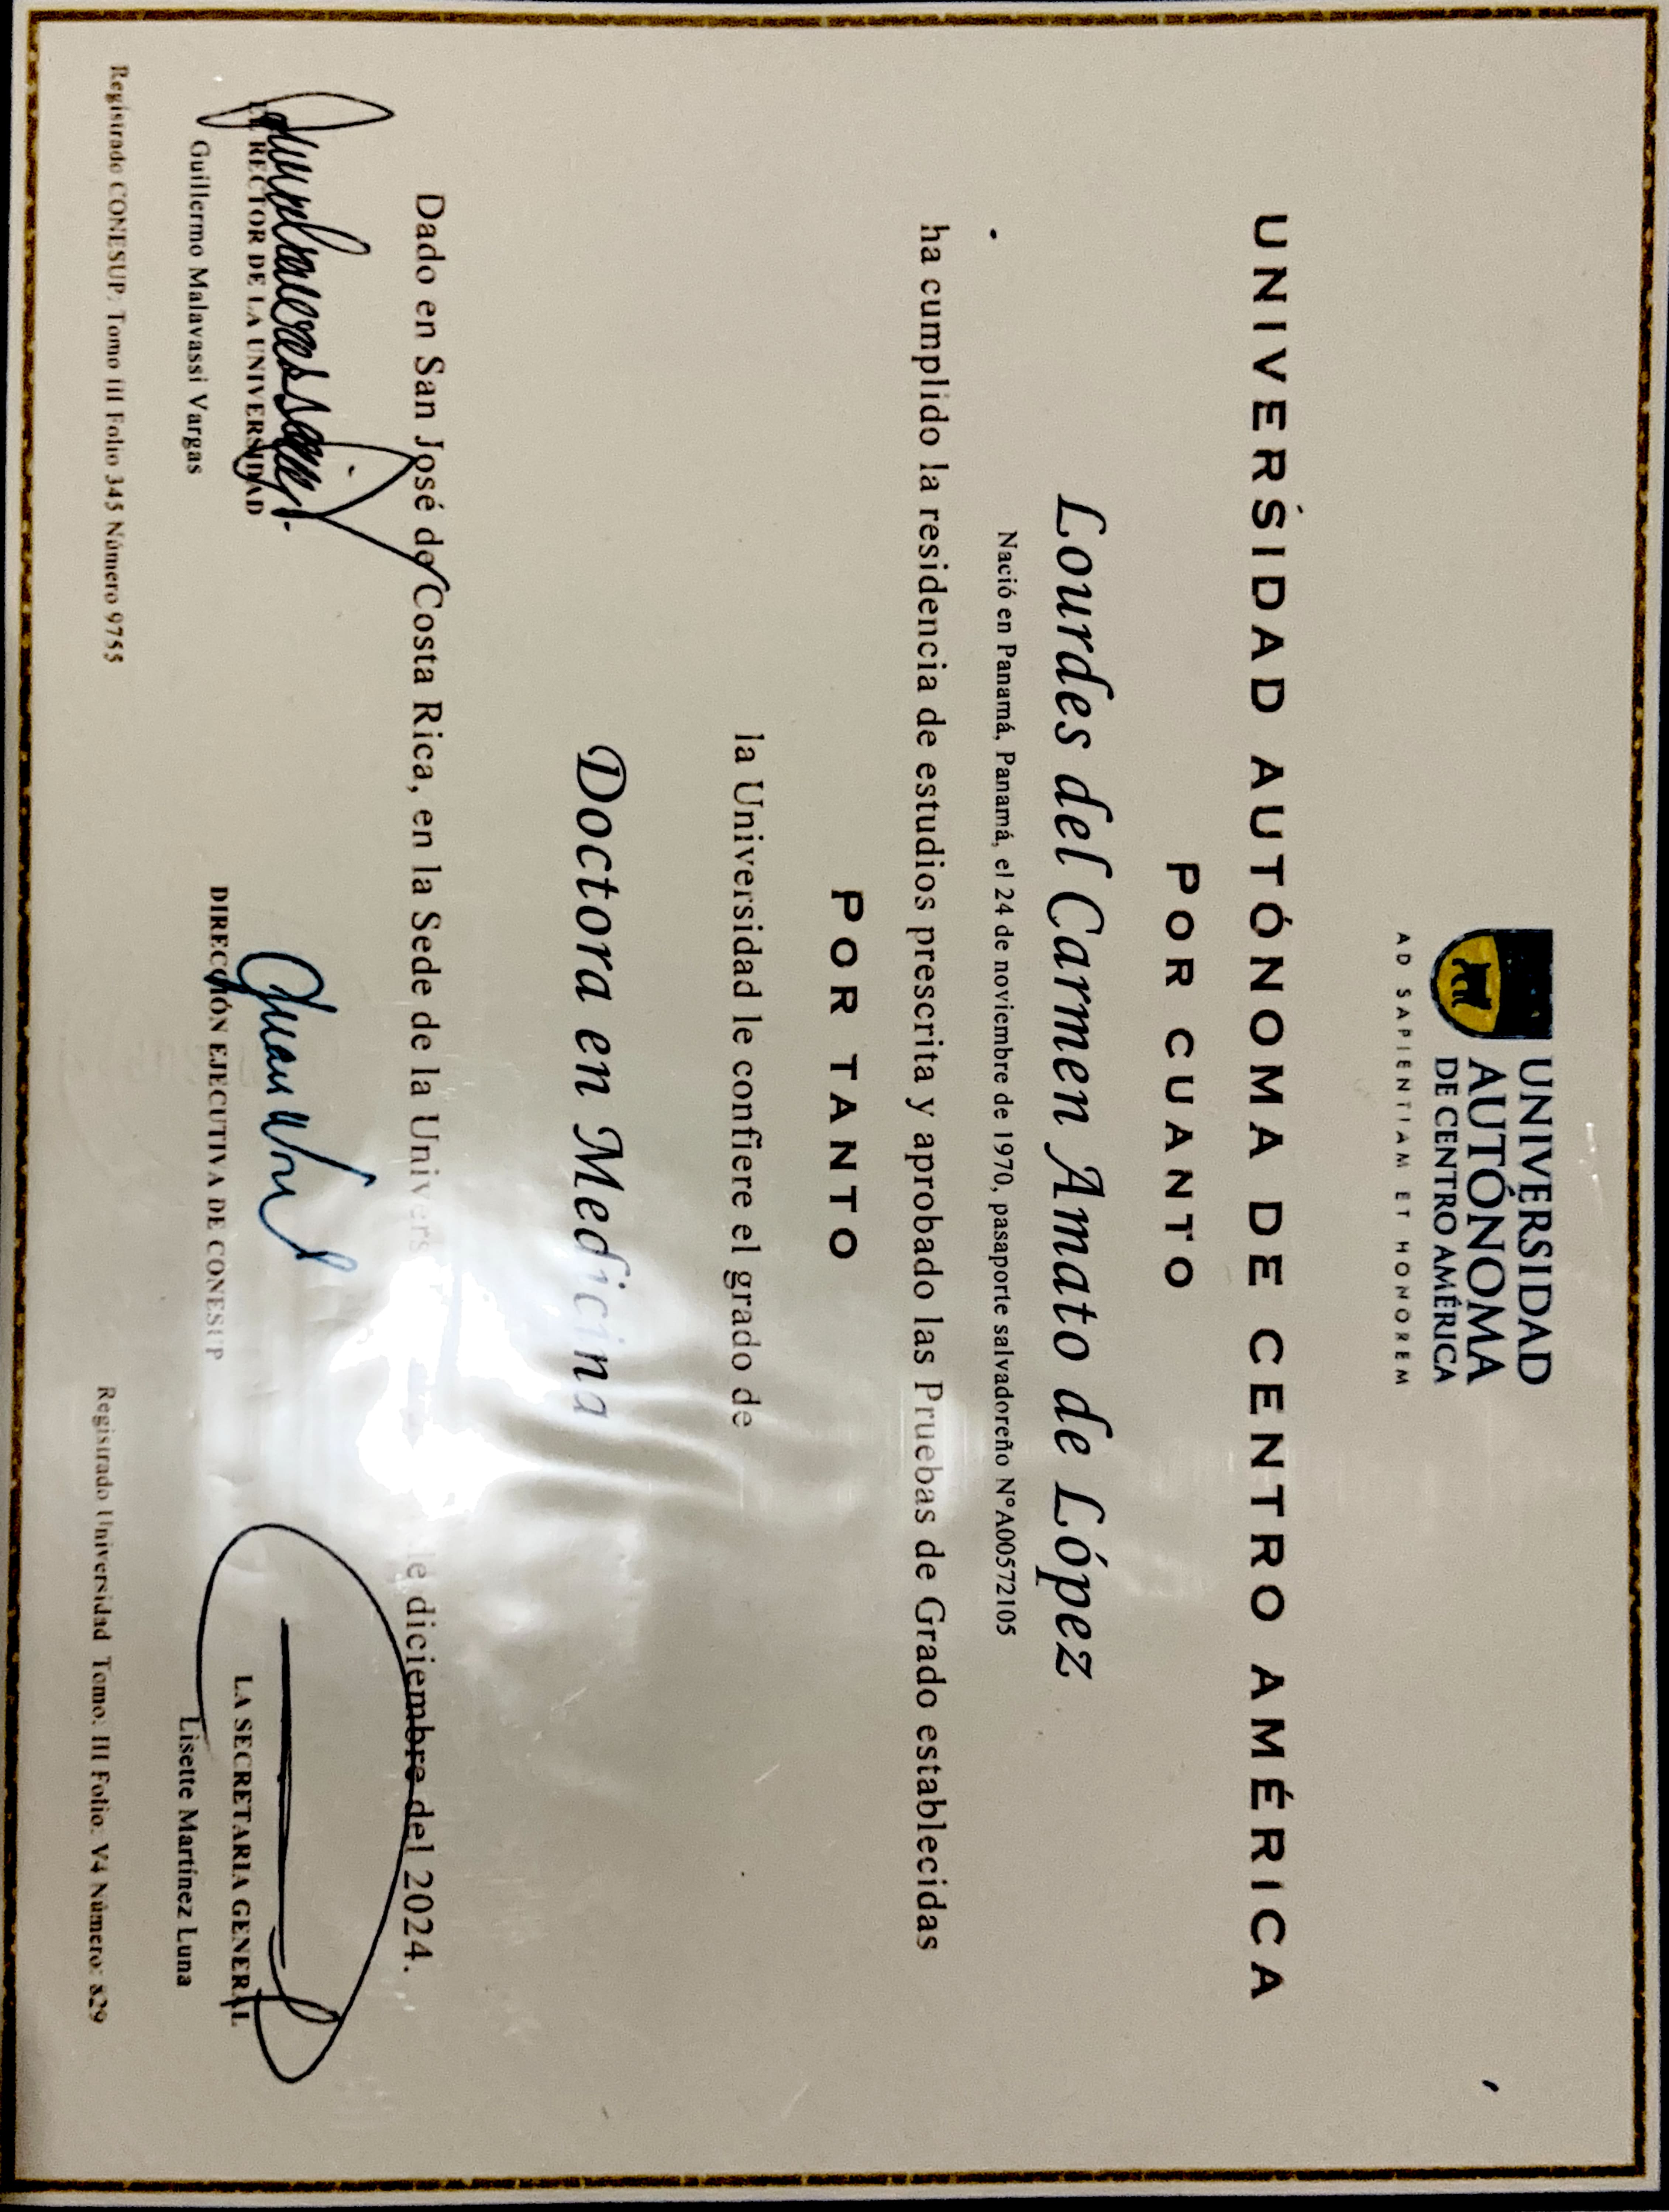 UNIVERSIDAD
AUTÓNOMA
DE CENTRO AMÉRICA
AD SAPIENTIAM ET HONOREM
UNIVERSIDAD AUTÓNOMA DE CENTRO AMÉRICA
POR CUANTO
Lourdes del Carmen Amato de López
Nació en Panamá, Panamá, el 24 de noviembre de 1970, pasaporte salvadoreño N°A00572105
ha cumplido la residencia de estudios prescrita y aprobado las Pruebas de Grado establecidas
POR TANTO
la Universidad le confiere el grado de
Doctora en Medicina
Dado en San José de Costa Rica, en la Sede de la diciembre del 2024.
EL RECTOR DE LA UNIVERSIDAD
Guillermo Malavassi Vargas
DIRECCIÓN EJECUTIVA DE CONESUP
LA SECRETARIA GENERAL
Lisette Martínez Luna
Registrado CONESUP: Tomo III Folio 345 Número 9755
Registrado Universidad Tomo: III Folio: V4 Número: 829